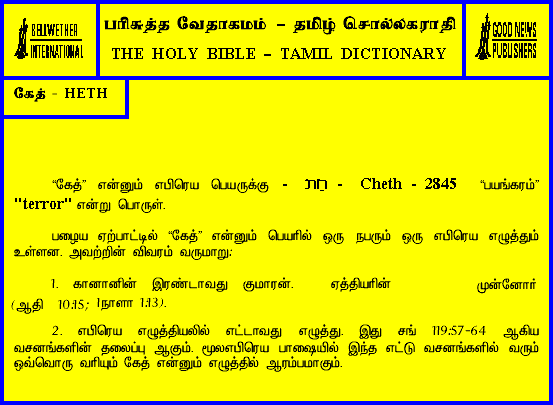 BELLWETHER
INTERNATIONAL
பரிசுத்த வேதாகமம் – தமிழ் சொல்லகராதி
THE HOLY BIBLE – TAMIL DICTIONARY
GOOD NEWS
PUBLISHERS
கேத் - HETH
“கேத்” என்னும் எபிரெய பெயருக்கு - חת - Cheth - 2845 “பயங்கரம்”
"terror" என்று பொருள்.
பழைய ஏற்பாட்டில் “கேத்” என்னும் பெயரில் ஒரு நபரும் ஒரு எபிரெய எழுத்தும்
உள்ளன. அவற்றின் விவரம் வருமாறு:
1. கானானின் இரண்டாவது குமாரன். ஏத்தியரின் முன்னோர்
(ஆதி 10:15; 1நாளா 1:13).
2. எபிரெய எழுத்தியலில் எட்டாவது எழுத்து. இது சங் 119:57-64 ஆகிய
வசனங்களின் தலைப்பு ஆகும். மூலஎபிரெய பாஷையில் இந்த எட்டு வசனங்களில் வரும்
ஒவ்வொரு வரியும் கேத் என்னும் எழுத்தில் ஆரம்பமாகும்.